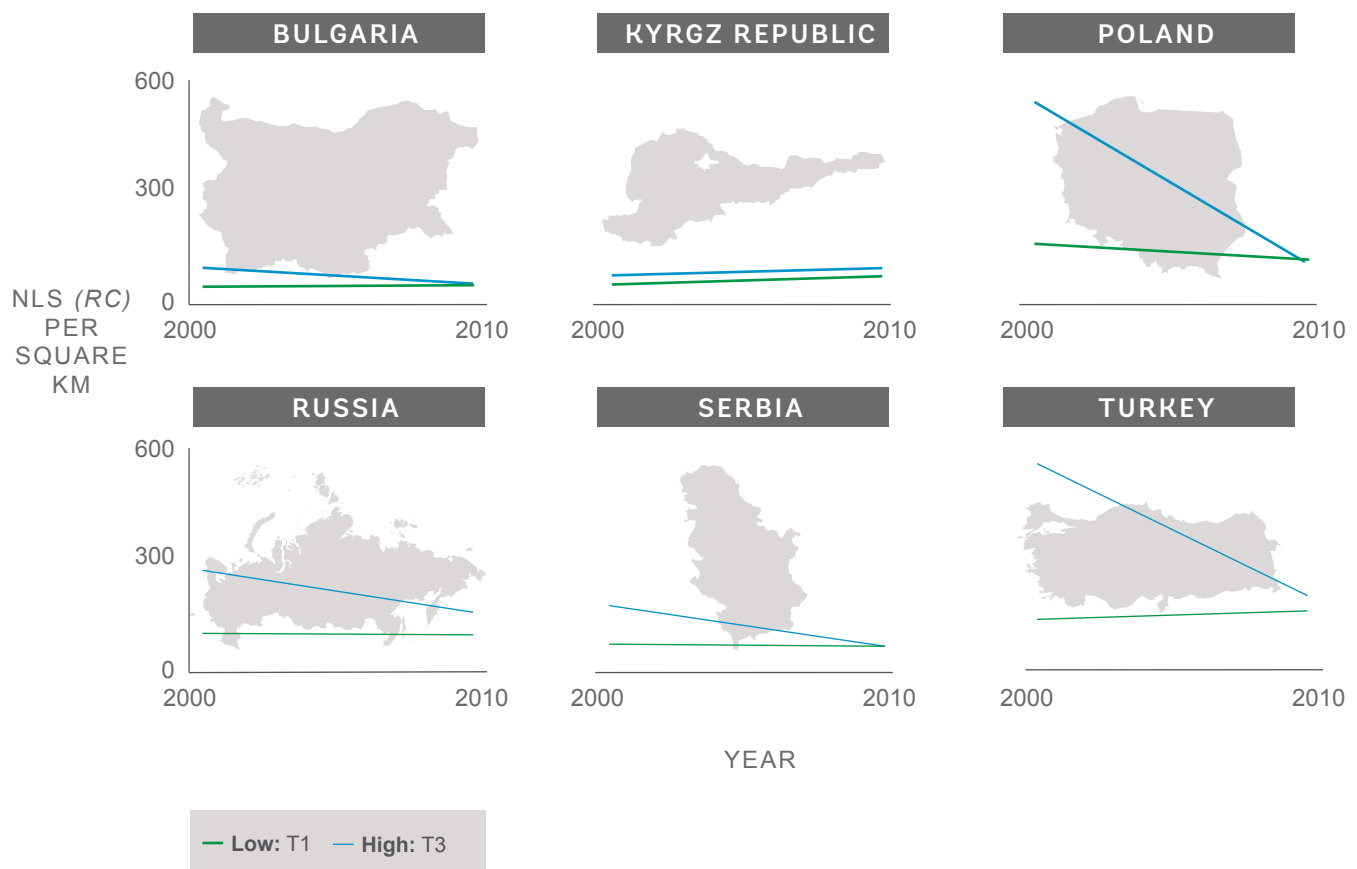 BULGARIA
KYRGZ REPUBLIC
POLAND
600
300
0
NLS (RC)
PER
SQUARE
KM
2000
2010
2000
2010
2000
2010
RUSSIA
SERBIA
TURKEY
600
300
0
2000
2010
2000
2010
2000
2010
YEAR
Low: T1 High: T3